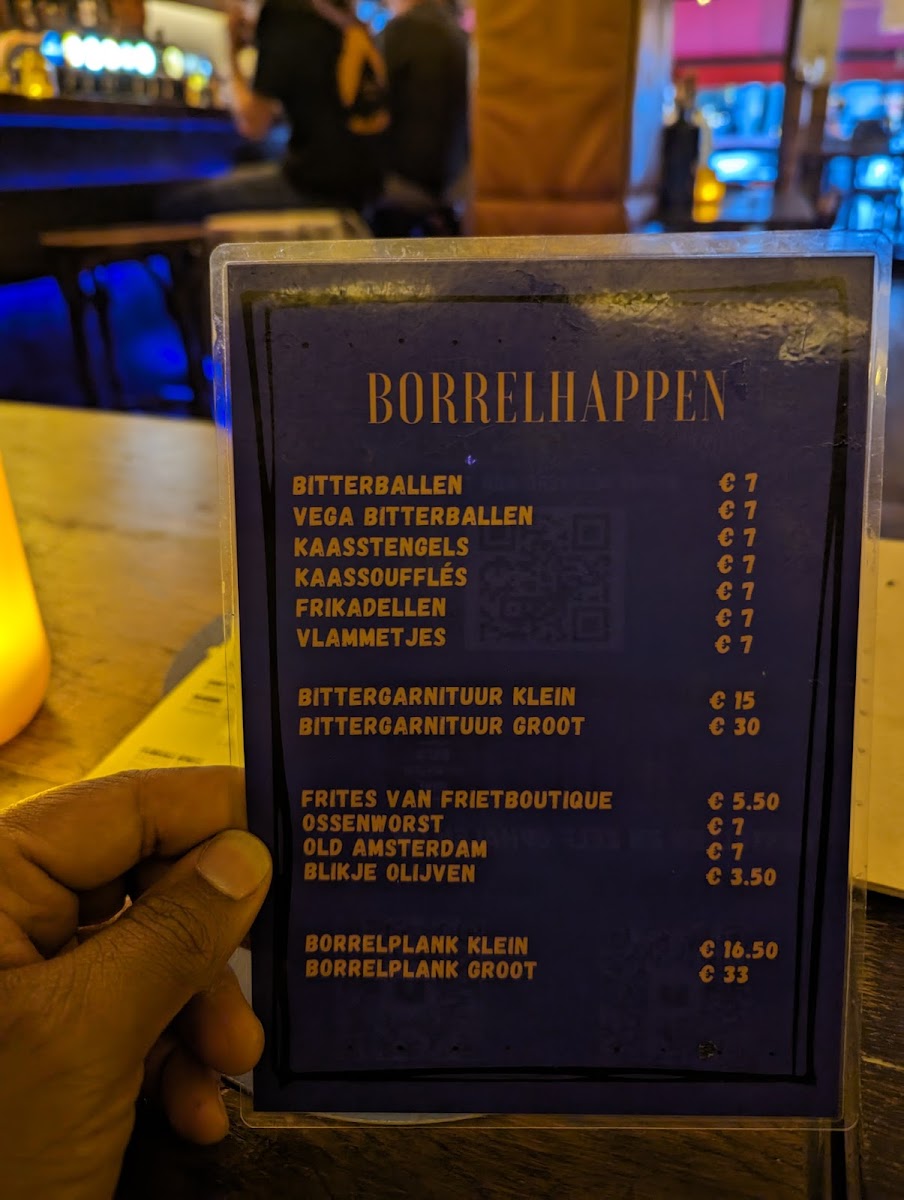 BORRELHAPPEN
BITTERBALLEN € 7
VEGA BITTERBALLEN € 7
KAASSTENGELS € 7
KAASSOUFFLÉS € 7
FRIKADELLEN € 7
VLAMMETJES € 7
€ 7
BITTERGARNITUUR KLEIN € 15
BITTERGARNITUUR GROOT € 30
FRITES VAN FRIETBOUTIQUE € 5.50
OSSENWORST € 7
OLD AMSTERDAM € 7
BLIKJE OLIJVEN € 3.50
BORRELPLANK KLEIN € 16.50
BORRELPLANK GROOT € 33